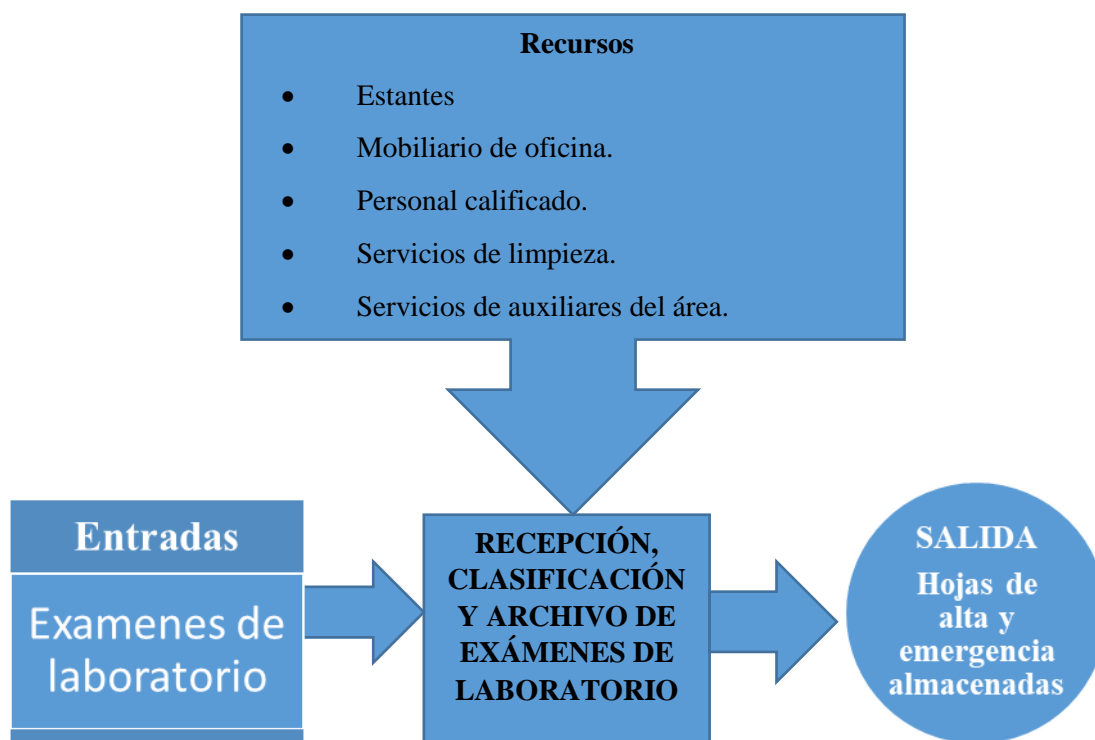 Recursos
• Estantes
• Mobiliario de oficina.
• Personal calificado.
• Servicios de limpieza.
• Servicios de auxiliares del área.
Entradas
Examenes de
laboratorio
RECEPCIÓN,
CLASIFICACIÓN
Y ARCHIVO DE
EXÁMENES DE
LABORATORIO
SALIDA
Hojas de
alta y
emergencia
almacenadas